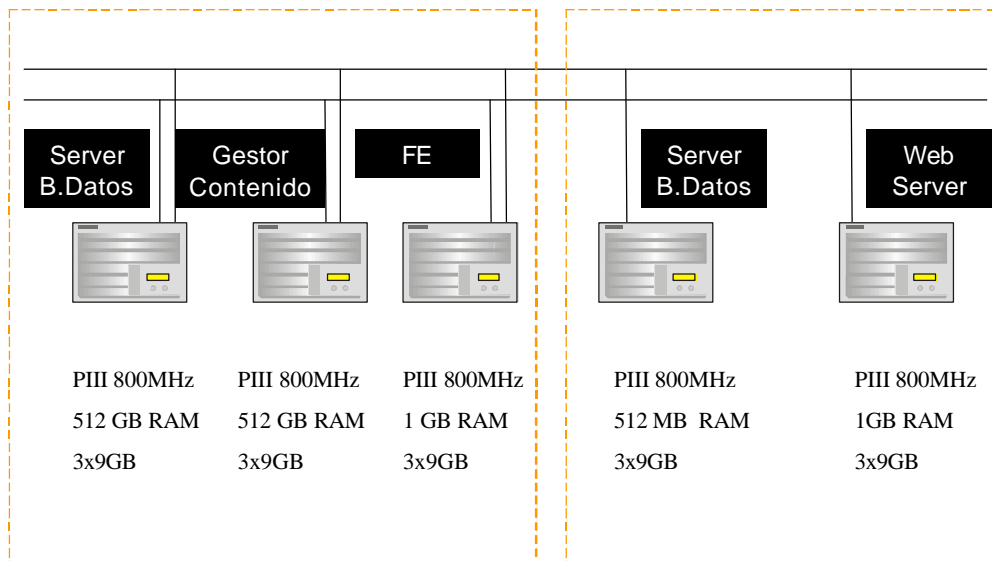 Server
B.Datos
Gestor
Contenido
FE
Server
B.Datos
Web
Server
PIII 800MHz
512 GB RAM
3x9GB
PIII 800MHz
512 GB RAM
3x9GB
PIII 800MHz
1 GB RAM
3x9GB
PIII 800MHz
512 MB RAM
3x9GB
PIII 800MHz
1GB RAM
3x9GB